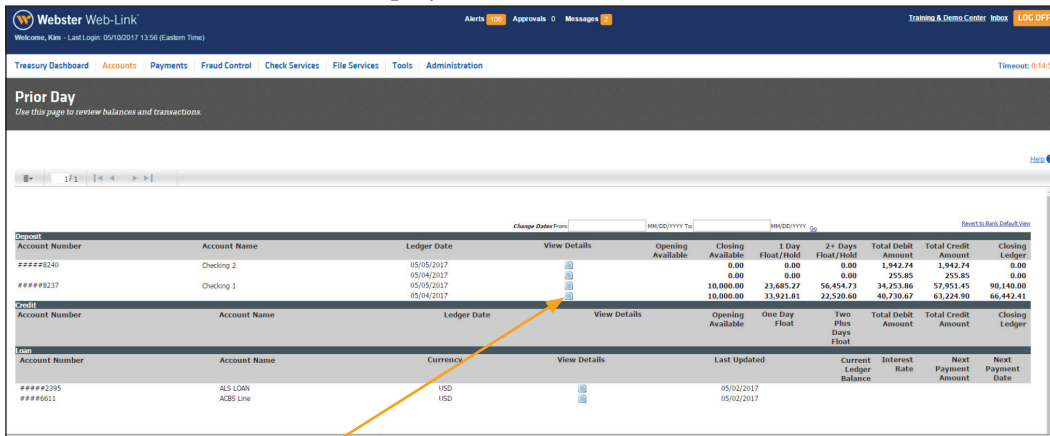 Webster Web-Link
Alerts 106 Approvals 0 Messages 2
Training & Demo Center Inbox LOG OFF
Welcome, Kim - Last Login: 05/10/2017 13:56 (Eastern Time)
Treasury Dashboard Accounts Payments Fraud Control Check Services File Services Tools Administration Timeout: 0:14:5
Prior Day
Use this page to review balances and transactions.
Help
1/1
Change Dates From: MM/DD/YYYY To: MM/DD/YYYY Go Revert to Bank Default View
Deposit
Account Number Account Name Ledger Date View Details Opening Available Closing Available 1 Day Float/Hold 2+ Days Float/Hold Total Debit Amount Total Credit Amount Closing Ledger
#####8240 Checking 2 05/05/2017 0.00 0.00 0.00 1,942.74 1,942.74 0.00
05/04/2017 0.00 0.00 0.00 255.85 255.85 0.00
#####8237 Checking 1 05/05/2017 10,000.00 23,685.27 56,454.73 34,253.86 57,951.45 90,140.00
05/04/2017 10,000.00 33,921.81 22,520.60 40,730.67 63,224.90 66,442.41
Credit
Account Number Account Name Ledger Date View Details Opening Available One Day Float Two Plus Days Float Total Debit Amount Total Credit Amount Closing Ledger
Loan
Account Number Account Name Currency View Details Last Updated Current Ledger Balance Interest Rate Next Payment Amount Next Payment Date
#####2395 ALS LOAN USD 05/02/2017
####6611 ACBS Line USD 05/02/2017